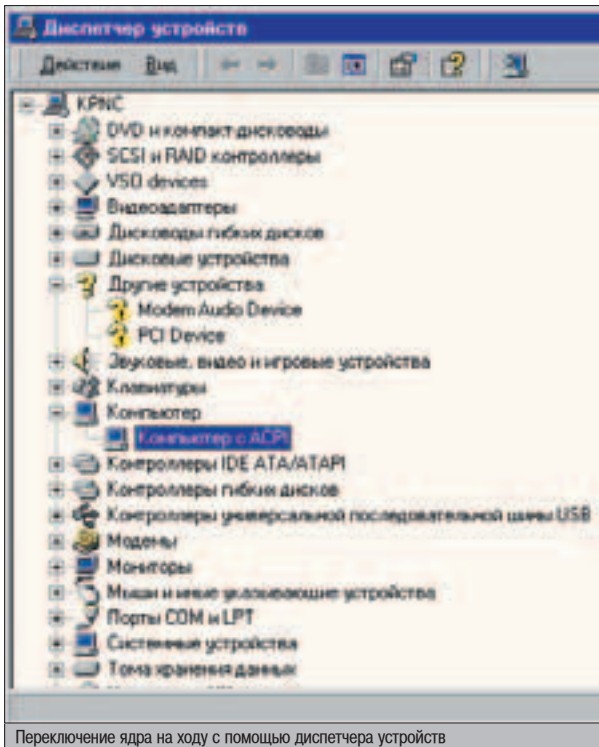 Диспетчер устройств
Действие Вид
KPNC
DVD и компакт-дисководы
SCSI и RAID контроллеры
VSO devices
Видеоадаптеры
Дисководы гибких дисков
Дисковые устройства
Другие устройства
Modem Audio Device
PCI Device
Звуковые, видео и игровые устройства
Клавиатуры
Компьютер
Компьютер с ACPI
Контроллеры IDE ATA/ATAPI
Контроллеры гибких дисков
Контроллеры универсальной последовательной шины USB
Модемы
Мониторы
Мыши и иные указывающие устройства
Порты COM и LPT
Системные устройства
Тома хранения данных
Переключение ядра на ходу с помощью диспетчера устройств